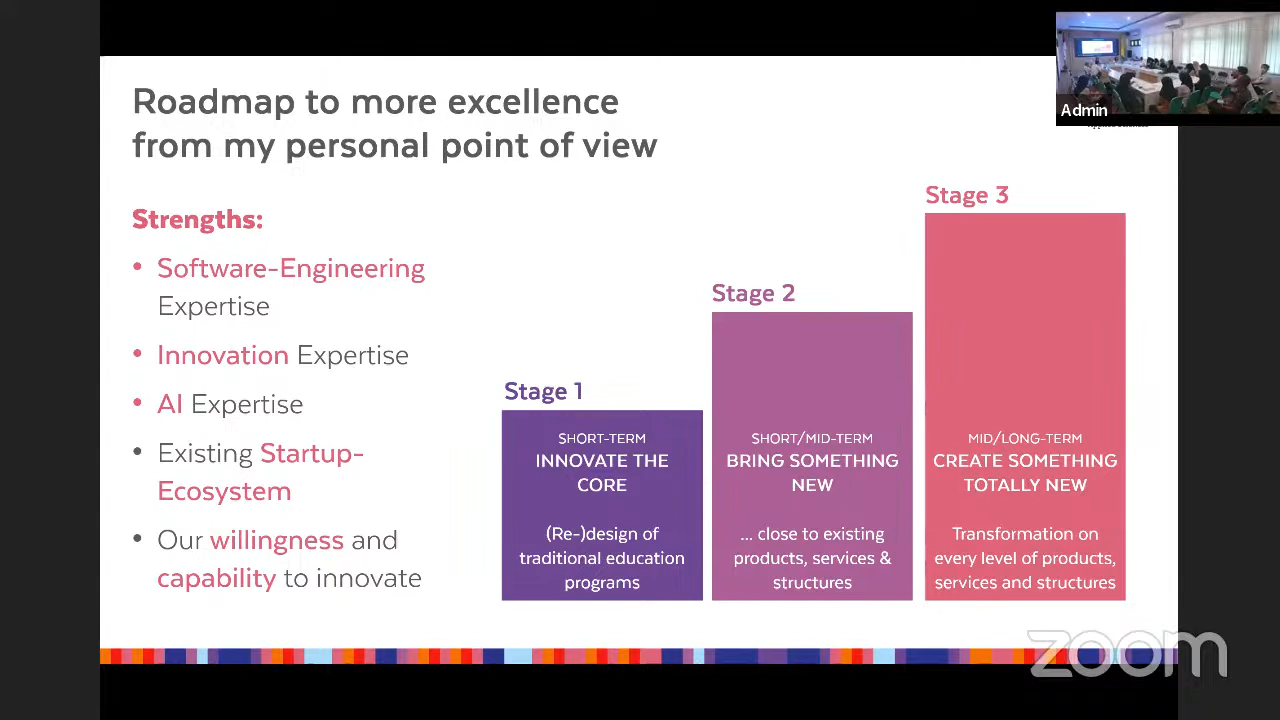 Roadmap to more excellence
from my personal point of view
Strengths:
• Software-Engineering
Expertise
• Innovation Expertise
• AI Expertise
• Existing Startup-
Ecosystem
• Our willingness and
capability to innovate
Stage 1
SHORT-TERM
INNOVATE THE
CORE
(Re-)design of
traditional education
programs
Stage 2
SHORT/MID-TERM
BRING SOMETHING
NEW
... close to existing
products, services &
structures
Stage 3
MID/LONG-TERM
CREATE SOMETHING
TOTALLY NEW
Transformation on
every level of products,
services and structures
Admin
zoom